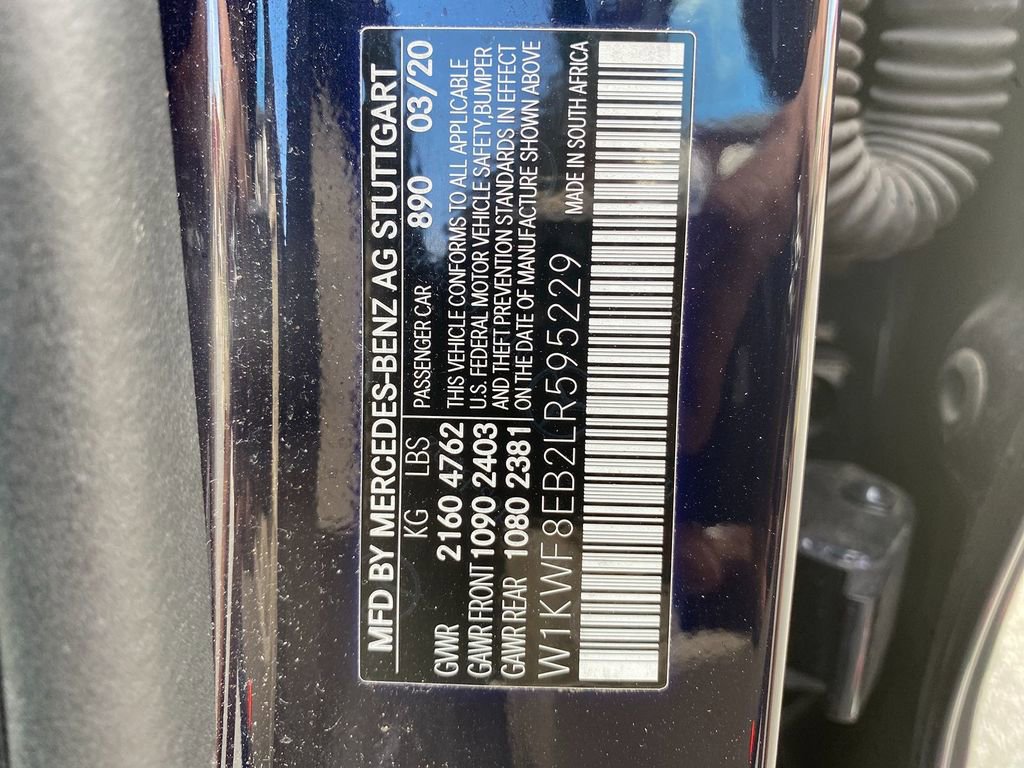 MFD BY MERCEDES-BENZ AG STUTTGART
KG LBS PASSENGER CAR 890 03/20
GWR 2160 4762
GAWR FRONT 1090 2403
GAWR REAR 1080 2381
THIS VEHICLE CONFORMS TO ALL APPLICABLE
U.S. FEDERAL MOTOR VEHICLE SAFETY,BUMPER
AND THEFT PREVENTION STANDARDS IN EFFECT
ON THE DATE OF MANUFACTURE SHOWN ABOVE
W1KWF8EB2LR595229 MADE IN SOUTH AFRICA